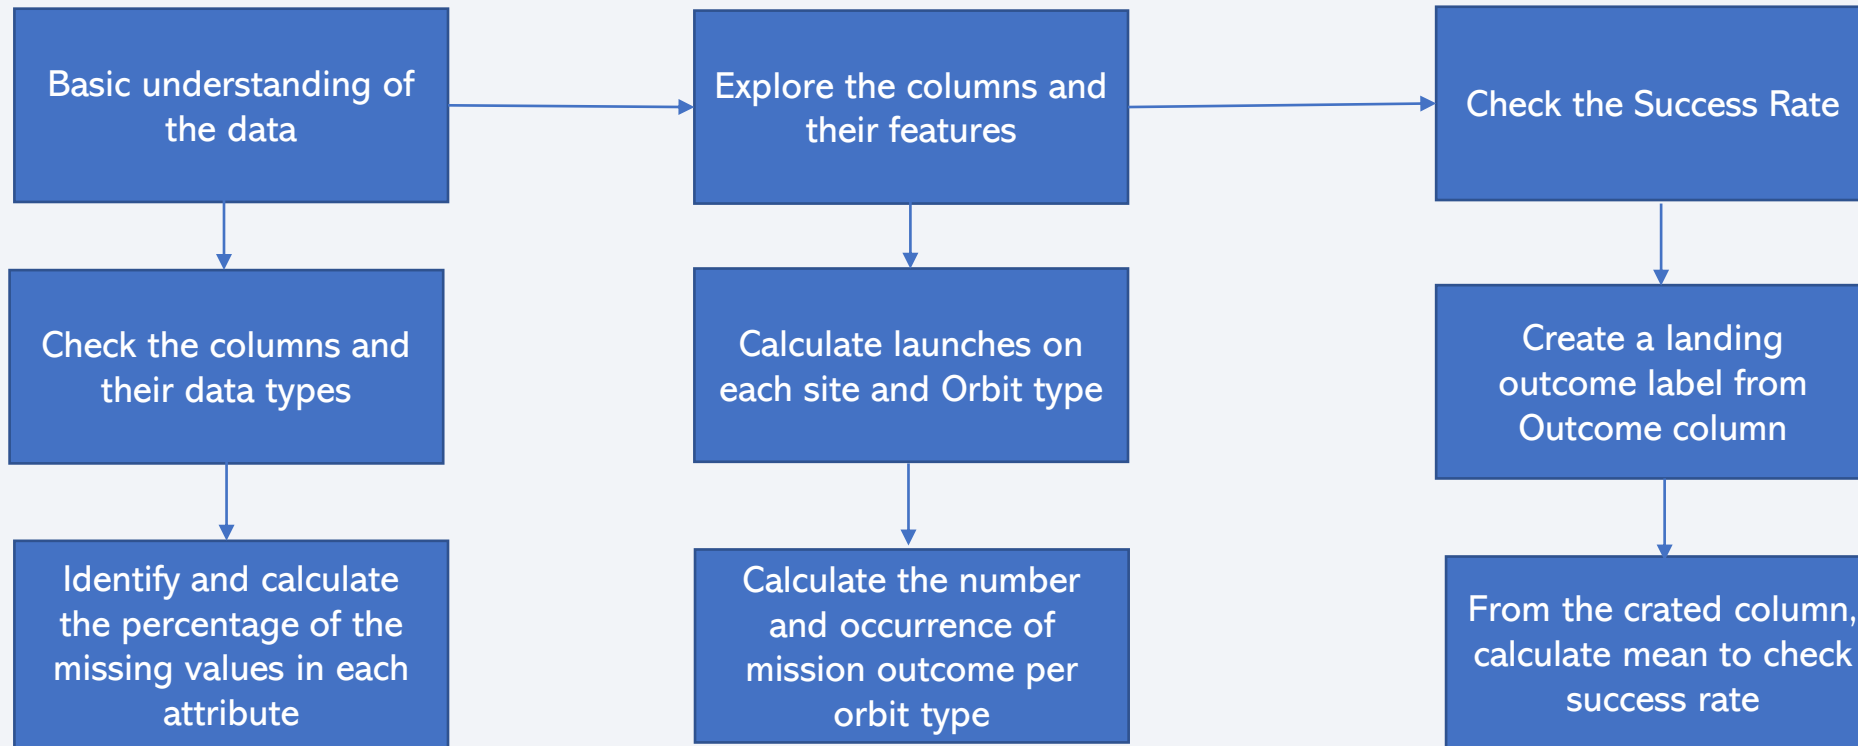 Basic understanding of
the data
Explore the columns and
their features
Check the Success Rate
Check the columns and
their data types
Calculate launches on
each site and Orbit type
Create a landing
outcome label from
Outcome column
Identify and calculate
the percentage of the
missing values in each
attribute
Calculate the number
and occurrence of
mission outcome per
orbit type
From the crated column,
calculate mean to check
success rate